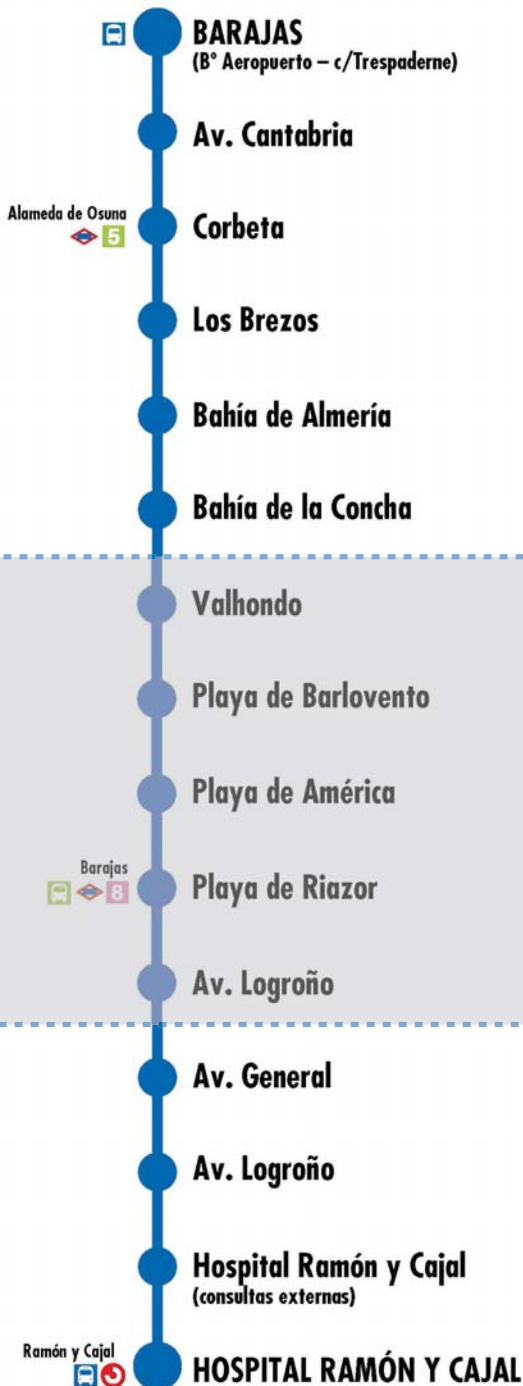 BARAJAS
(Bº Aeropuerto – c/Trespaderne)
Av. Cantabria
Alameda de Osuna
5
Corbeta
Los Brezos
Bahía de Almería
Bahía de la Concha
Valhondo
Playa de Barlovento
Playa de América
Barajas
8
Playa de Riazor
Av. Logroño
Av. General
Av. Logroño
Hospital Ramón y Cajal
(consultas externas)
Ramón y Cajal
HOSPITAL RAMÓN Y CAJAL